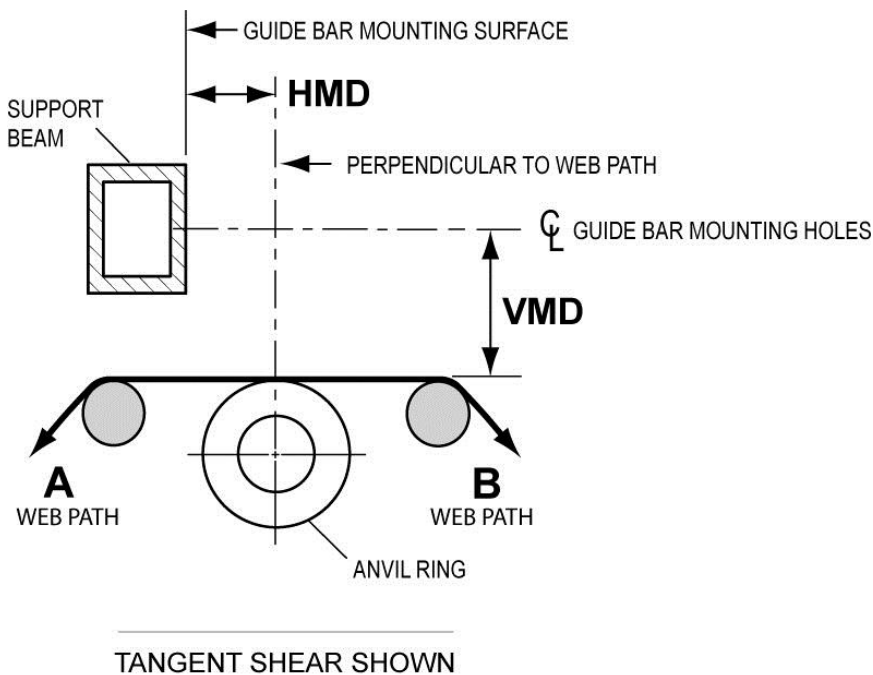 GUIDE BAR MOUNTING SURFACE
HMD
SUPPORT
BEAM
PERPENDICULAR TO WEB PATH
℄ GUIDE BAR MOUNTING HOLES
VMD
A
WEB PATH
B
WEB PATH
ANVIL RING
TANGENT SHEAR SHOWN